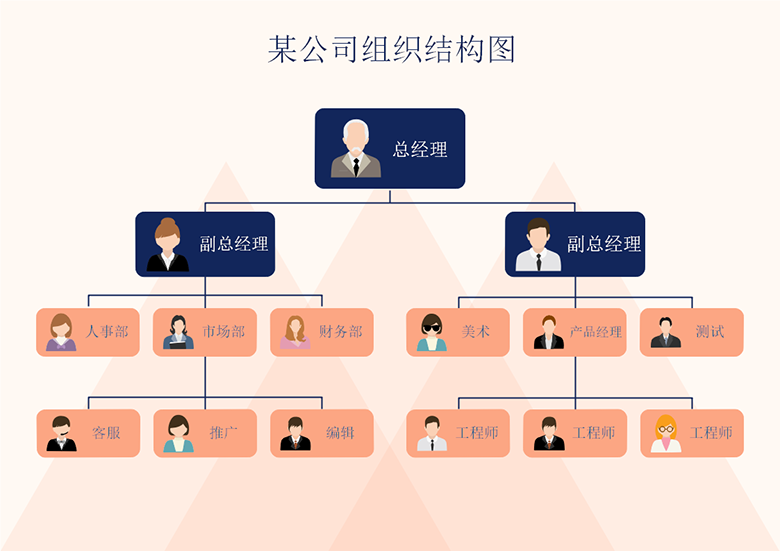 某公司组织结构图
总经理
副总经理
副总经理
人事部
市场部
财务部
美术
产品经理
测试
客服
推广
编辑
工程师
工程师
工程师